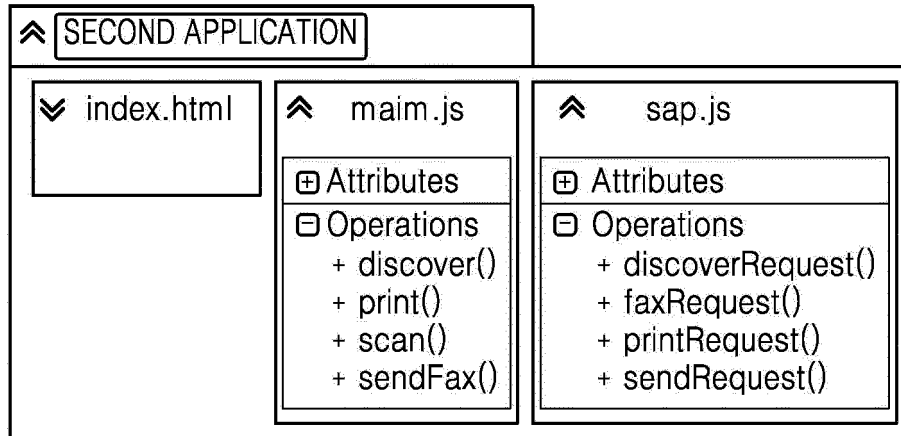 SECOND APPLICATION
index.html
maim.js
sap.js
Attributes
Operations
+ discover()
+ print()
+ scan()
+ sendFax()
Attributes
Operations
+ discoverRequest()
+ faxRequest()
+ printRequest()
+ sendRequest()